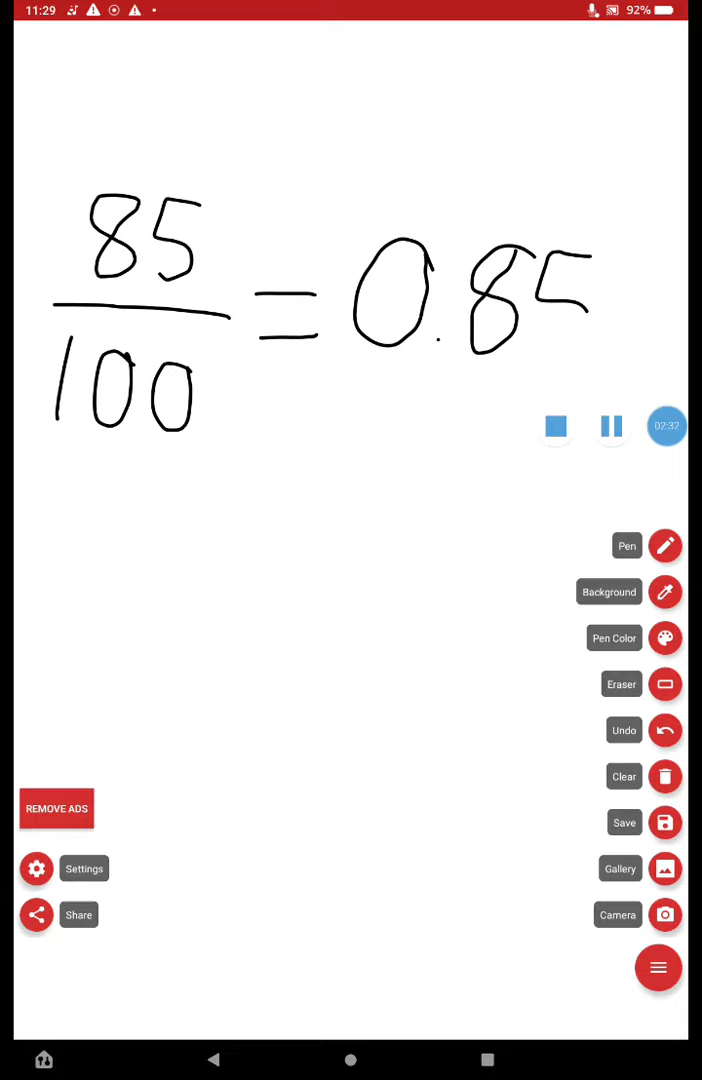 11:29 92%
85/100 = 0.85
02:32
Pen
Background
Pen Color
Eraser
Undo
Clear
REMOVE ADS
Save
Settings Gallery
Share Camera